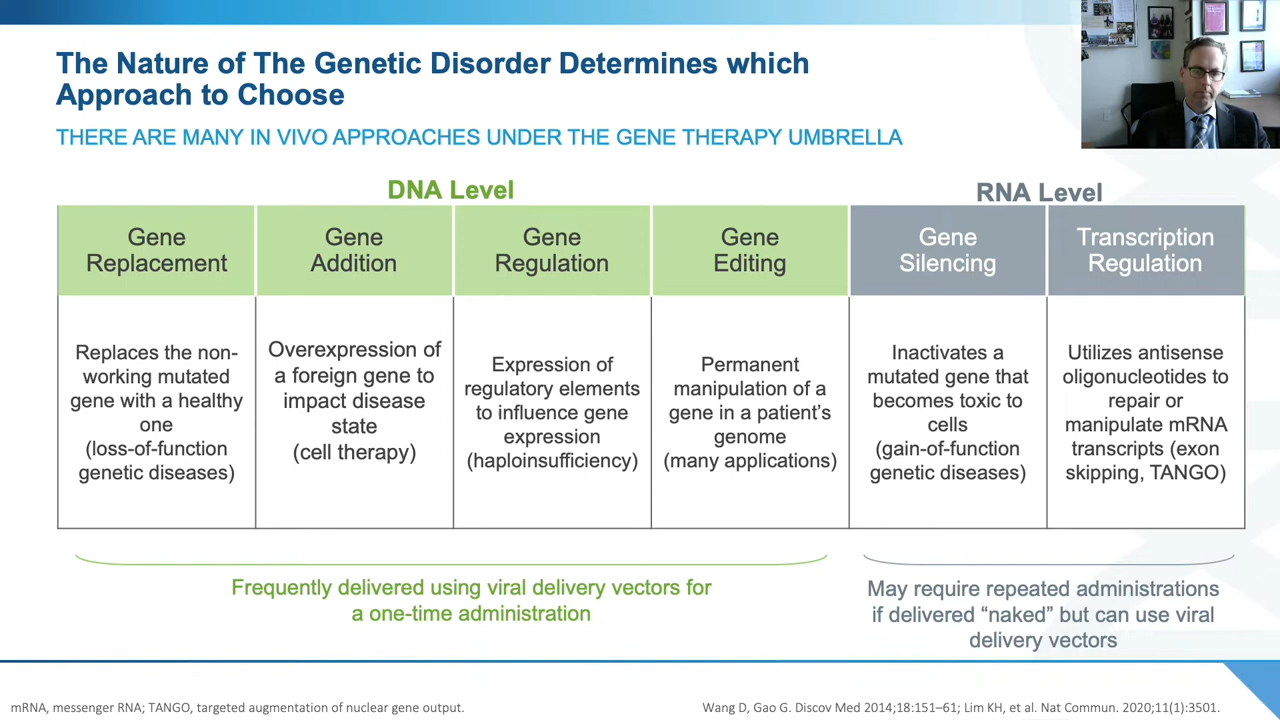 The Nature of The Genetic Disorder Determines which
Approach to Choose
THERE ARE MANY IN VIVO APPROACHES UNDER THE GENE THERAPY UMBRELLA
DNA Level
RNA Level
Gene
Replacement
Gene
Addition
Gene
Regulation
Gene
Editing
Gene
Silencing
Transcription
Regulation
Replaces the non-
working mutated
gene with a healthy
one
(loss-of-function
genetic diseases)
Overexpression of
a foreign gene to
impact disease
state
(cell therapy)
Expression of
regulatory elements
to influence gene
expression
(haploinsufficiency)
Permanent
manipulation of a
gene in a patient’s
genome
(many applications)
Inactivates a
mutated gene that
becomes toxic to
cells
(gain-of-function
genetic diseases)
Utilizes antisense
oligonucleotides to
repair or
manipulate mRNA
transcripts (exon
skipping, TANGO)
Frequently delivered using viral delivery vectors for
a one-time administration
May require repeated administrations
if delivered “naked” but can use viral
delivery vectors
mRNA, messenger RNA; TANGO, targeted augmentation of nuclear gene output.
Wang D, Gao G. Discov Med 2014;18:151–61; Lim KH, et al. Nat Commun. 2020;11(1):3501.